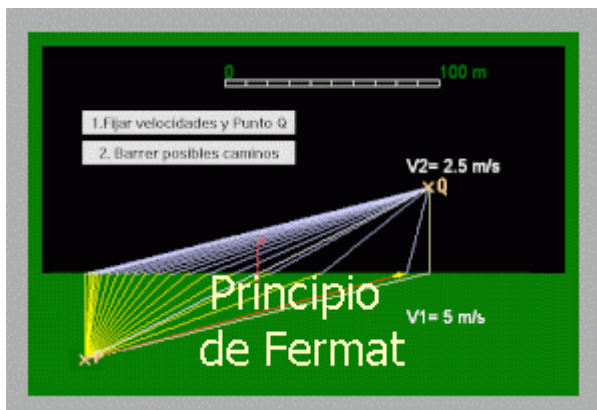 0 100 m
1.Fijar velocidades y Punto Q
2. Barrer posibles caminos
V2= 2.5 m/s
Q
Principio
V1= 5 m/s
de Fermat
P